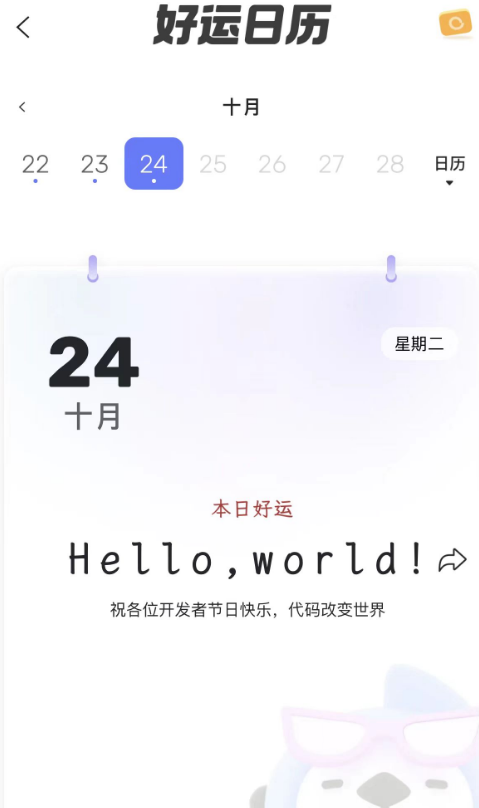 好运日历
十月
22 23 24 25 26 27 28 日历
24
星期二
十月
本日好运
Hello,world!
祝各位开发者节日快乐，代码改变世界